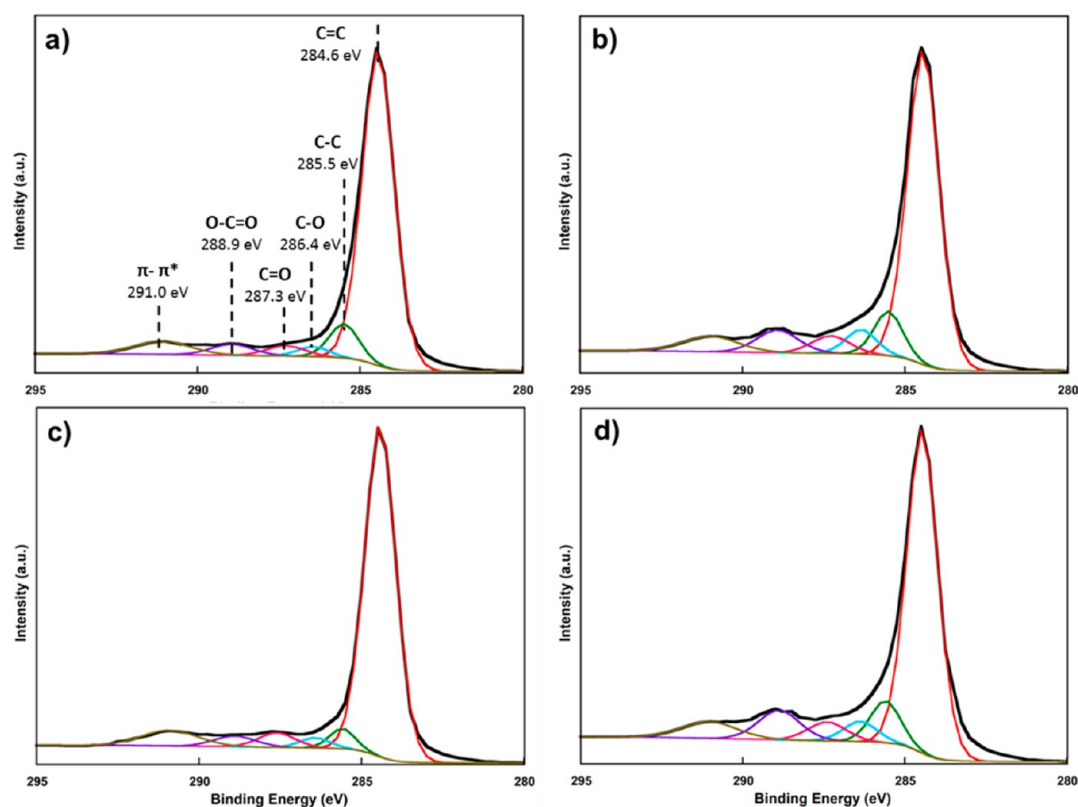 a)
C=C
284.6 eV
C-C
285.5 eV
O-C=O
288.9 eV
C-O
286.4 eV
C=O
287.3 eV
π- π*
291.0 eV
Intensity (a.u.)
295
290
285
280
b)
Intensity (a.u.)
295
290
285
280
c)
Intensity (a.u.)
295
290
285
280
Binding Energy (eV)
d)
Intensity (a.u.)
295
290
285
280
Binding Energy (eV)